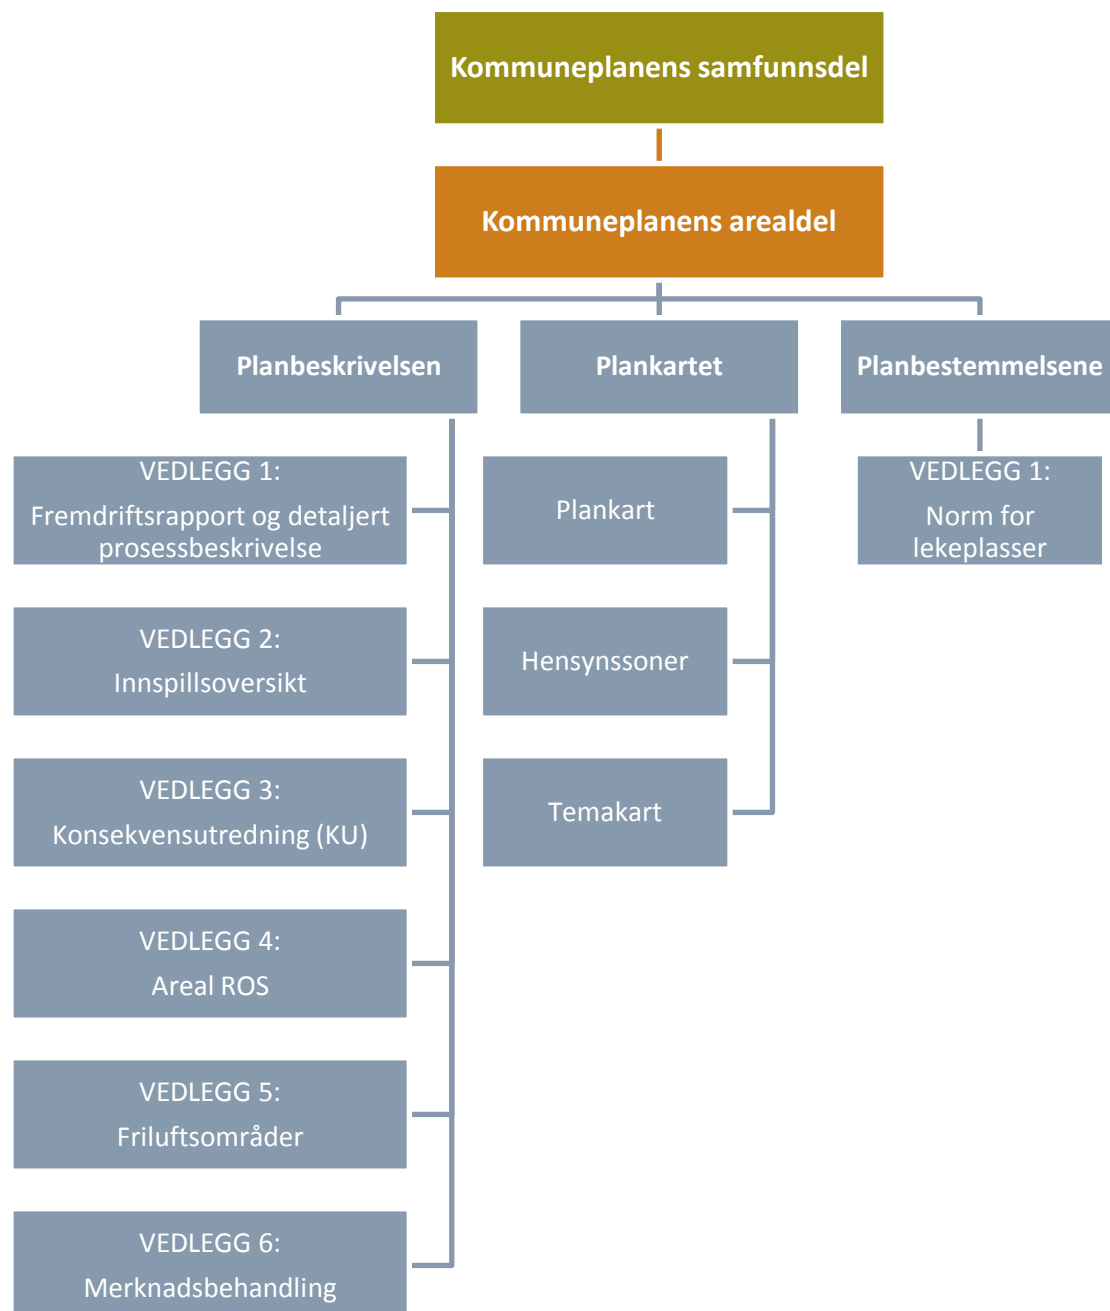 Kommuneplanens samfunnsdel
Kommuneplanens arealdel
Planbeskrivelsen
Plankartet
Planbestemmelsene
VEDLEGG 1:
Fremdriftsrapport og detaljert
prosessbeskrivelse
VEDLEGG 2:
Innspillsoversikt
VEDLEGG 3:
Konsekvensutredning (KU)
VEDLEGG 4:
Areal ROS
VEDLEGG 5:
Friluftsområder
VEDLEGG 6:
Merknadsbehandling
Plankart
Hensynssoner
Temakart
VEDLEGG 1:
Norm for
lekeplasser